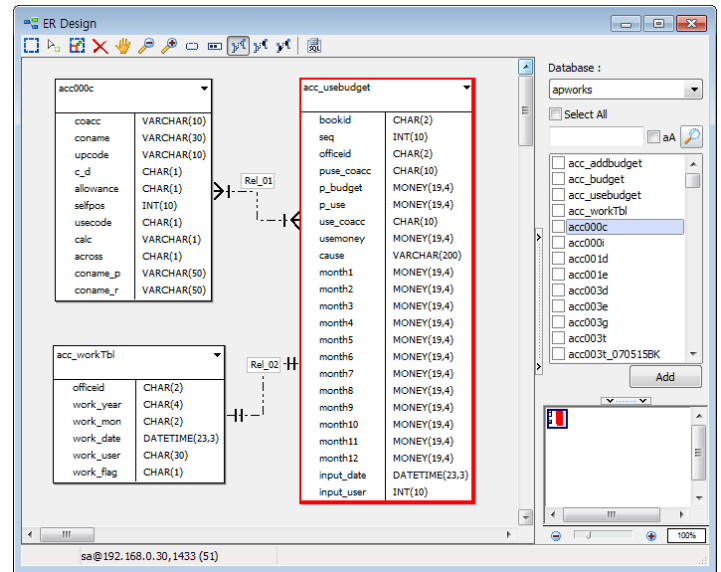 ER Design
SQL
acc000c
coacc VARCHAR(10)
coname VARCHAR(30)
upcode VARCHAR(10)
c_d CHAR(1)
allowance CHAR(1)
selfpos INT(10)
usecode CHAR(1)
calc VARCHAR(1)
across CHAR(1)
coname_p VARCHAR(50)
coname_r VARCHAR(50)
Rel_01
acc_usebudget
bookid CHAR(2)
seq INT(10)
officeid CHAR(2)
puse_coacc CHAR(10)
p_budget MONEY(19,4)
p_use MONEY(19,4)
use_coacc CHAR(10)
usemoney MONEY(19,4)
cause VARCHAR(200)
month1 MONEY(19,4)
month2 MONEY(19,4)
month3 MONEY(19,4)
month4 MONEY(19,4)
month5 MONEY(19,4)
month6 MONEY(19,4)
month7 MONEY(19,4)
month8 MONEY(19,4)
month9 MONEY(19,4)
month10 MONEY(19,4)
month11 MONEY(19,4)
month12 MONEY(19,4)
input_date DATETIME(23,3)
input_user INT(10)
acc_workTbl
officeid CHAR(2)
work_year CHAR(4)
work_mon CHAR(2)
work_date DATETIME(23,3)
work_user CHAR(30)
work_flag CHAR(1)
Rel_02
Database :
apworks
Select All
aA
acc_addbudget
acc_budget
acc_usebudget
acc_workTbl
acc000c
acc000i
acc001d
acc001e
acc003d
acc003e
acc003g
acc003t
acc003t_070515BK
Add
100%
sa@192.168.0.30,1433 (51)